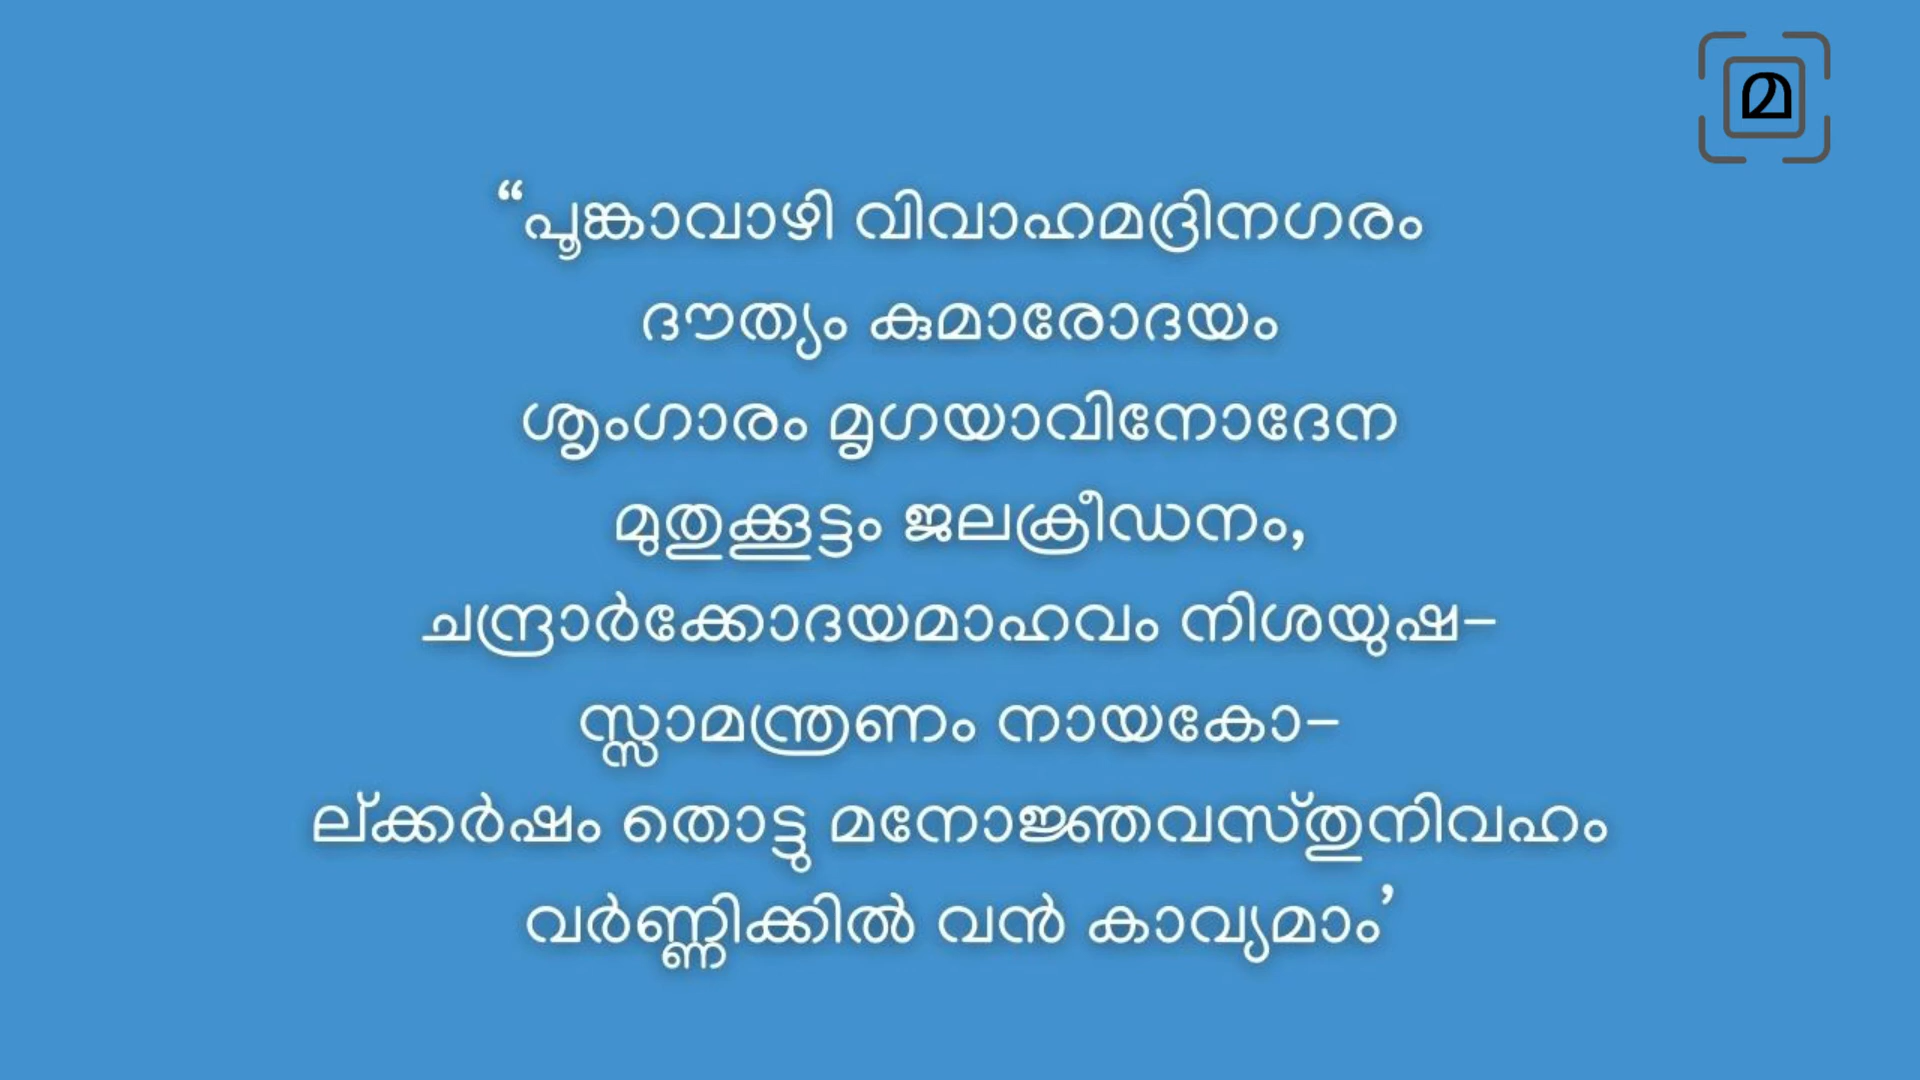 മ
“പൂങ്കാവാഴി വിവാഹമദ്രിനഗരം
ദൗത്യം കുമാരോദയം
ശൃംഗാരം മൃഗയാവിനോദേന
മുതുക്കൂട്ടം ജലക്രീഡനം,
ചന്ദ്രാർക്കോദയമാഹവം നിശയുഷ-
സ്സാമന്ത്രണം നായകോ-
ല്ക്കർഷം തൊട്ടു മനോജ്ഞവസ്തുനിവഹം
വർണ്ണിക്കിൽ വൻ കാവ്യമാം’